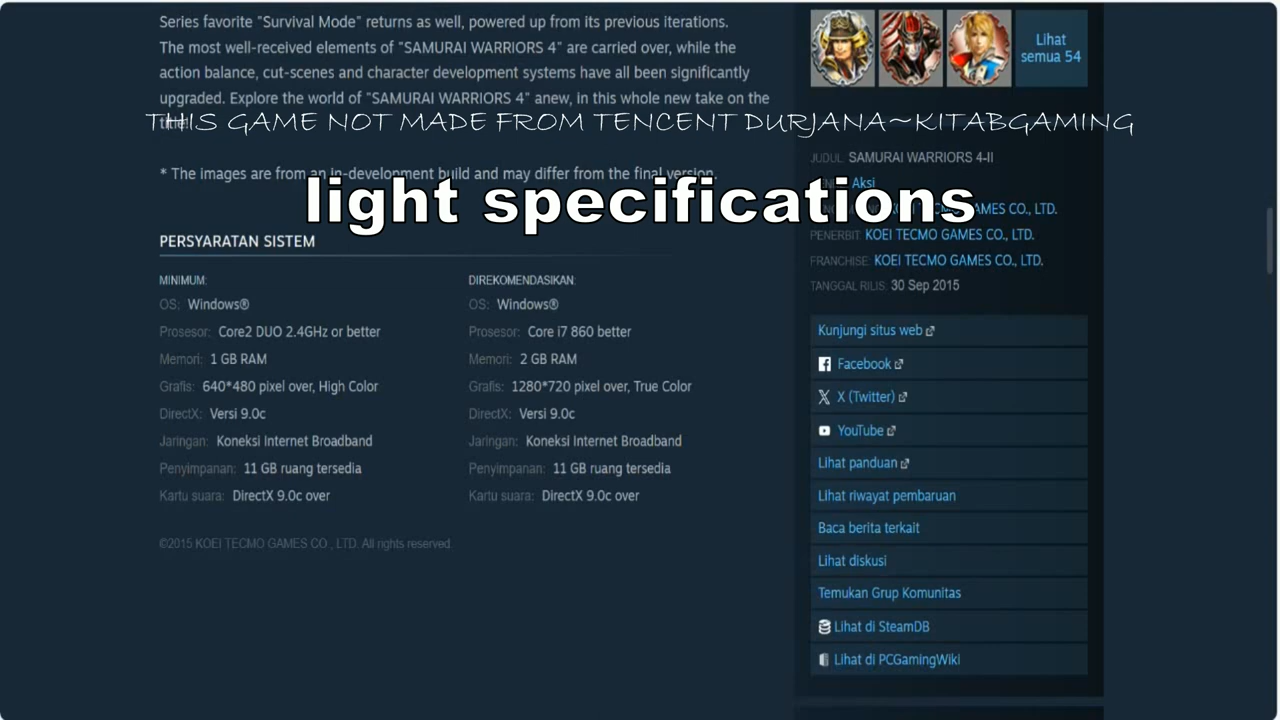 Series favorite "Survival Mode" returns as well, powered up from its previous iterations.
The most well-received elements of "SAMURAI WARRIORS 4" are carried over, while the
action balance, cut-scenes and character development systems have all been significantly
upgraded. Explore the world of "SAMURAI WARRIORS 4" anew, in this whole new take on the
THIS GAME NOT MADE FROM TENCENT DURJANA~KITABGAMING
* The images are from an in-development build and may differ from the final version.
light specifications
PERSYARATAN SISTEM
MINIMUM:
OS: Windows®
Prosesor: Core2 DUO 2.4GHz or better
Memori: 1 GB RAM
Grafis: 640*480 pixel over, High Color
DirectX: Versi 9.0c
Jaringan: Koneksi Internet Broadband
Penyimpanan: 11 GB ruang tersedia
Kartu suara: DirectX 9.0c over
DIREKOMENDASIKAN:
OS: Windows®
Prosesor: Core i7 860 better
Memori: 2 GB RAM
Grafis: 1280*720 pixel over, True Color
DirectX: Versi 9.0c
Jaringan: Koneksi Internet Broadband
Penyimpanan: 11 GB ruang tersedia
Kartu suara: DirectX 9.0c over
©2015 KOEI TECMO GAMES CO., LTD. All rights reserved.
Lihat
semua 54
JUDUL: SAMURAI WARRIORS 4-II
Aksi
GAMES CO., LTD.
PENERBIT: KOEI TECMO GAMES CO., LTD.
FRANCHISE: KOEI TECMO GAMES CO., LTD.
TANGGAL RILIS: 30 Sep 2015
Kunjungi situs web
Facebook
X (Twitter)
YouTube
Lihat panduan
Lihat riwayat pembaruan
Baca berita terkait
Lihat diskusi
Temukan Grup Komunitas
Lihat di SteamDB
Lihat di PCGamingWiki